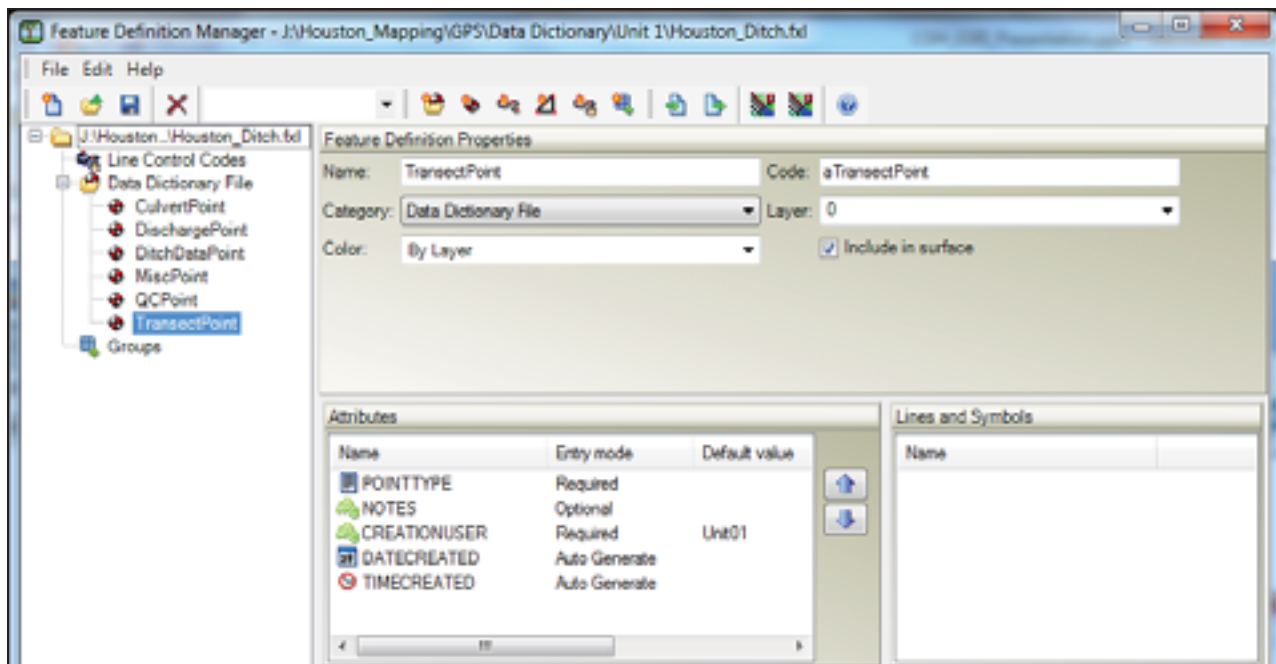 Feature Definition Manager - J:\Houston_Mapping\GPS\Data Dictionary\Unit 1\Houston_Ditch.fxl
File Edit Help
J:\Houston...\Houston_Ditch.fxl
Line Control Codes
Data Dictionary File
CulvertPoint
DischargePoint
DitchDataPoint
MiscPoint
QCPoint
TransectPoint
Groups
Feature Definition Properties
Name: TransectPoint Code: aTransectPoint
Category: Data Dictionary File Layer: 0
Color: By Layer Include in surface
Attributes
Name Entry mode Default value
POINTTYPE Required
NOTES Optional
CREATIONUSER Required Unit01
DATECREATED Auto Generate
TIMECREATED Auto Generate
Lines and Symbols
Name